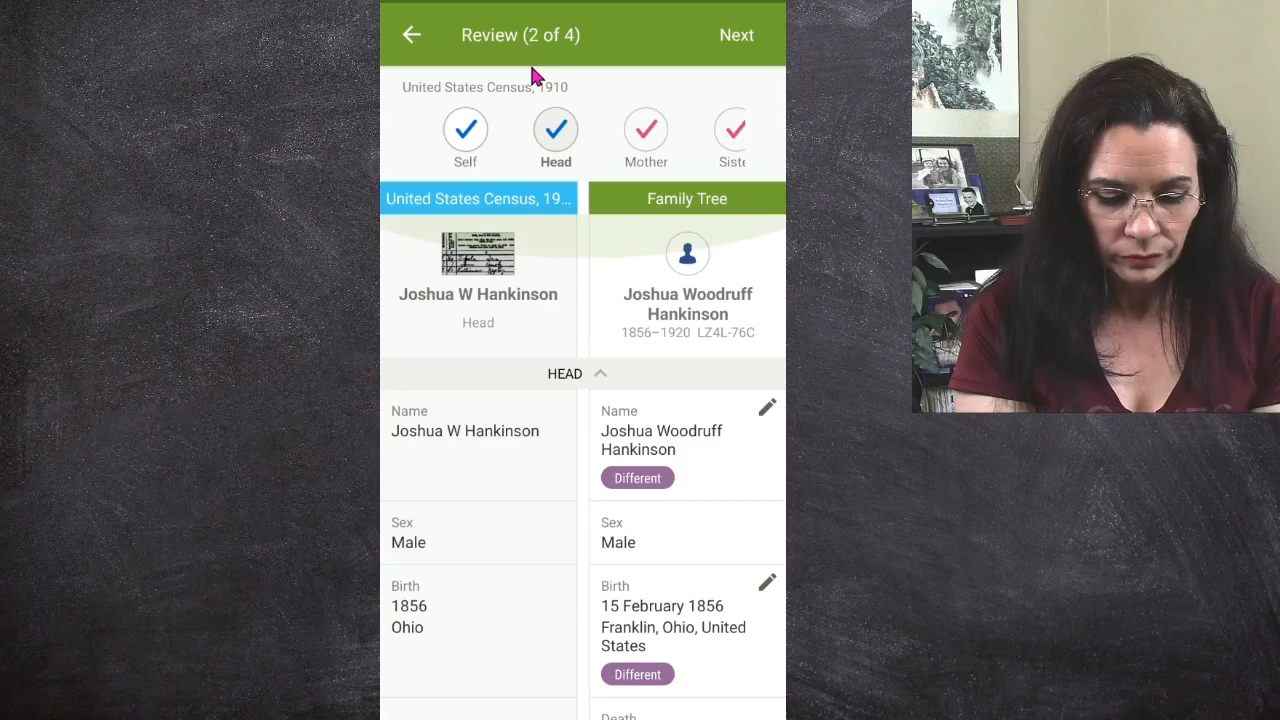 Review (2 of 4)
Next
United States Census, 1910
Self
Head
Mother
Siste
United States Census, 19...
Family Tree
Joshua W Hankinson
Head
Joshua Woodruff
Hankinson
1856–1920 LZ4L-76C
HEAD
Name
Joshua W Hankinson
Name
Joshua Woodruff
Hankinson
Different
Sex
Male
Sex
Male
Birth
1856
Ohio
Birth
15 February 1856
Franklin, Ohio, United
States
Different
Death